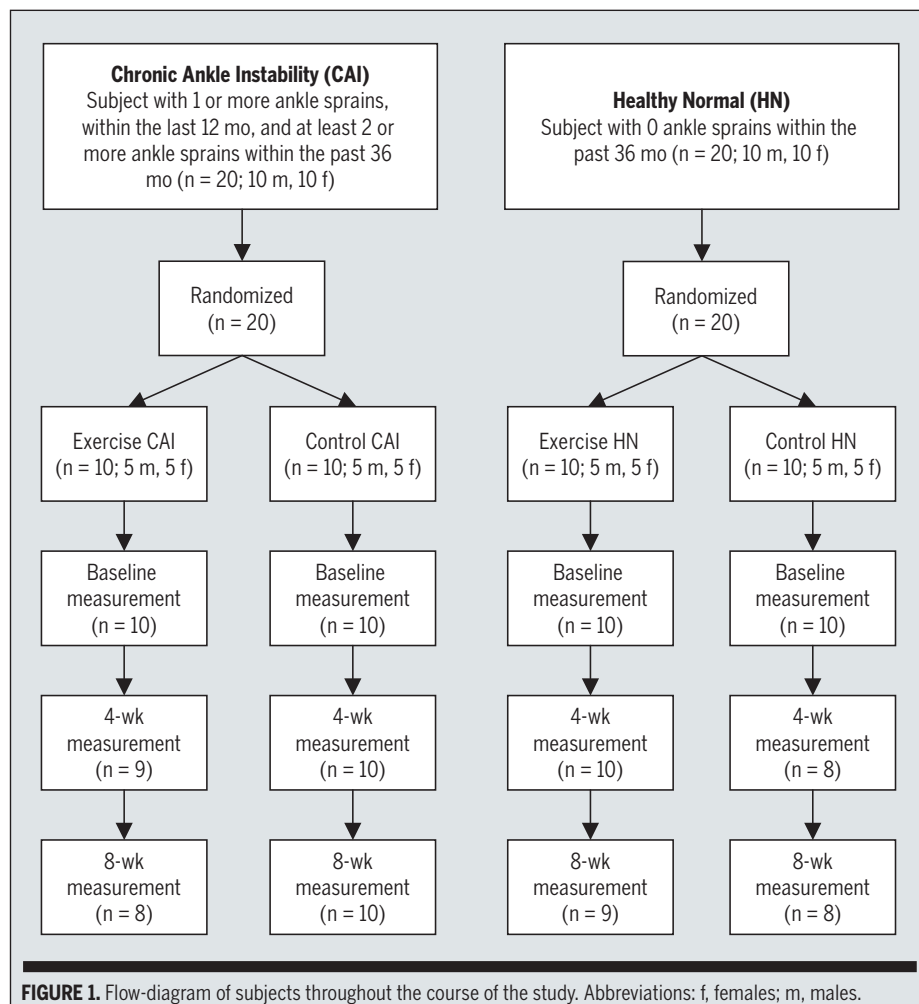 Chronic Ankle Instability (CAI)
Subject with 1 or more ankle sprains,
within the last 12 mo, and at least 2 or
more ankle sprains within the past 36
mo (n = 20; 10 m, 10 f)
Healthy Normal (HN)
Subject with 0 ankle sprains within the
past 36 mo (n = 20; 10 m, 10 f)
Randomized
(n = 20)
Randomized
(n = 20)
Exercise CAI
(n = 10; 5 m, 5 f)
Control CAI
(n = 10; 5 m, 5 f)
Exercise HN
(n = 10; 5 m, 5 f)
Control HN
(n = 10; 5 m, 5 f)
Baseline
measurement
(n = 10)
Baseline
measurement
(n = 10)
Baseline
measurement
(n = 10)
Baseline
measurement
(n = 10)
4-wk
measurement
(n = 9)
4-wk
measurement
(n = 10)
4-wk
measurement
(n = 10)
4-wk
measurement
(n = 8)
8-wk
measurement
(n = 8)
8-wk
measurement
(n = 10)
8-wk
measurement
(n = 9)
8-wk
measurement
(n = 8)
FIGURE 1. Flow-diagram of subjects throughout the course of the study. Abbreviations: f, females; m, males.